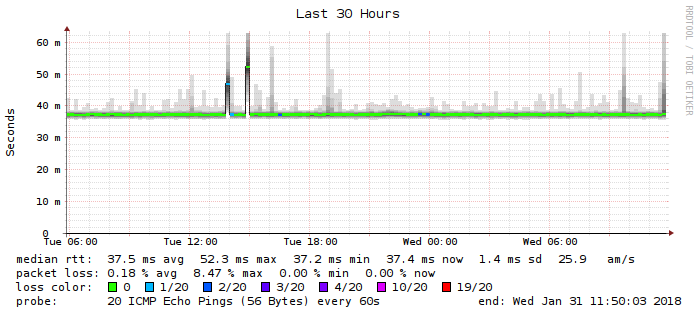 Last 30 Hours
RRDTOOL / TOBI OETIKER
Seconds
60 m
50 m
40 m
30 m
20 m
10 m
0
Tue 06:00 Tue 12:00 Tue 18:00 Wed 00:00 Wed 06:00
median rtt: 37.5 ms avg 52.3 ms max 37.2 ms min 37.4 ms now 1.4 ms sd 25.9 am/s
packet loss: 0.18 % avg 8.47 % max 0.00 % min 0.00 % now
loss color: 0 1/20 2/20 3/20 4/20 10/20 19/20
probe: 20 ICMP Echo Pings (56 Bytes) every 60s end: Wed Jan 31 11:50:03 2018